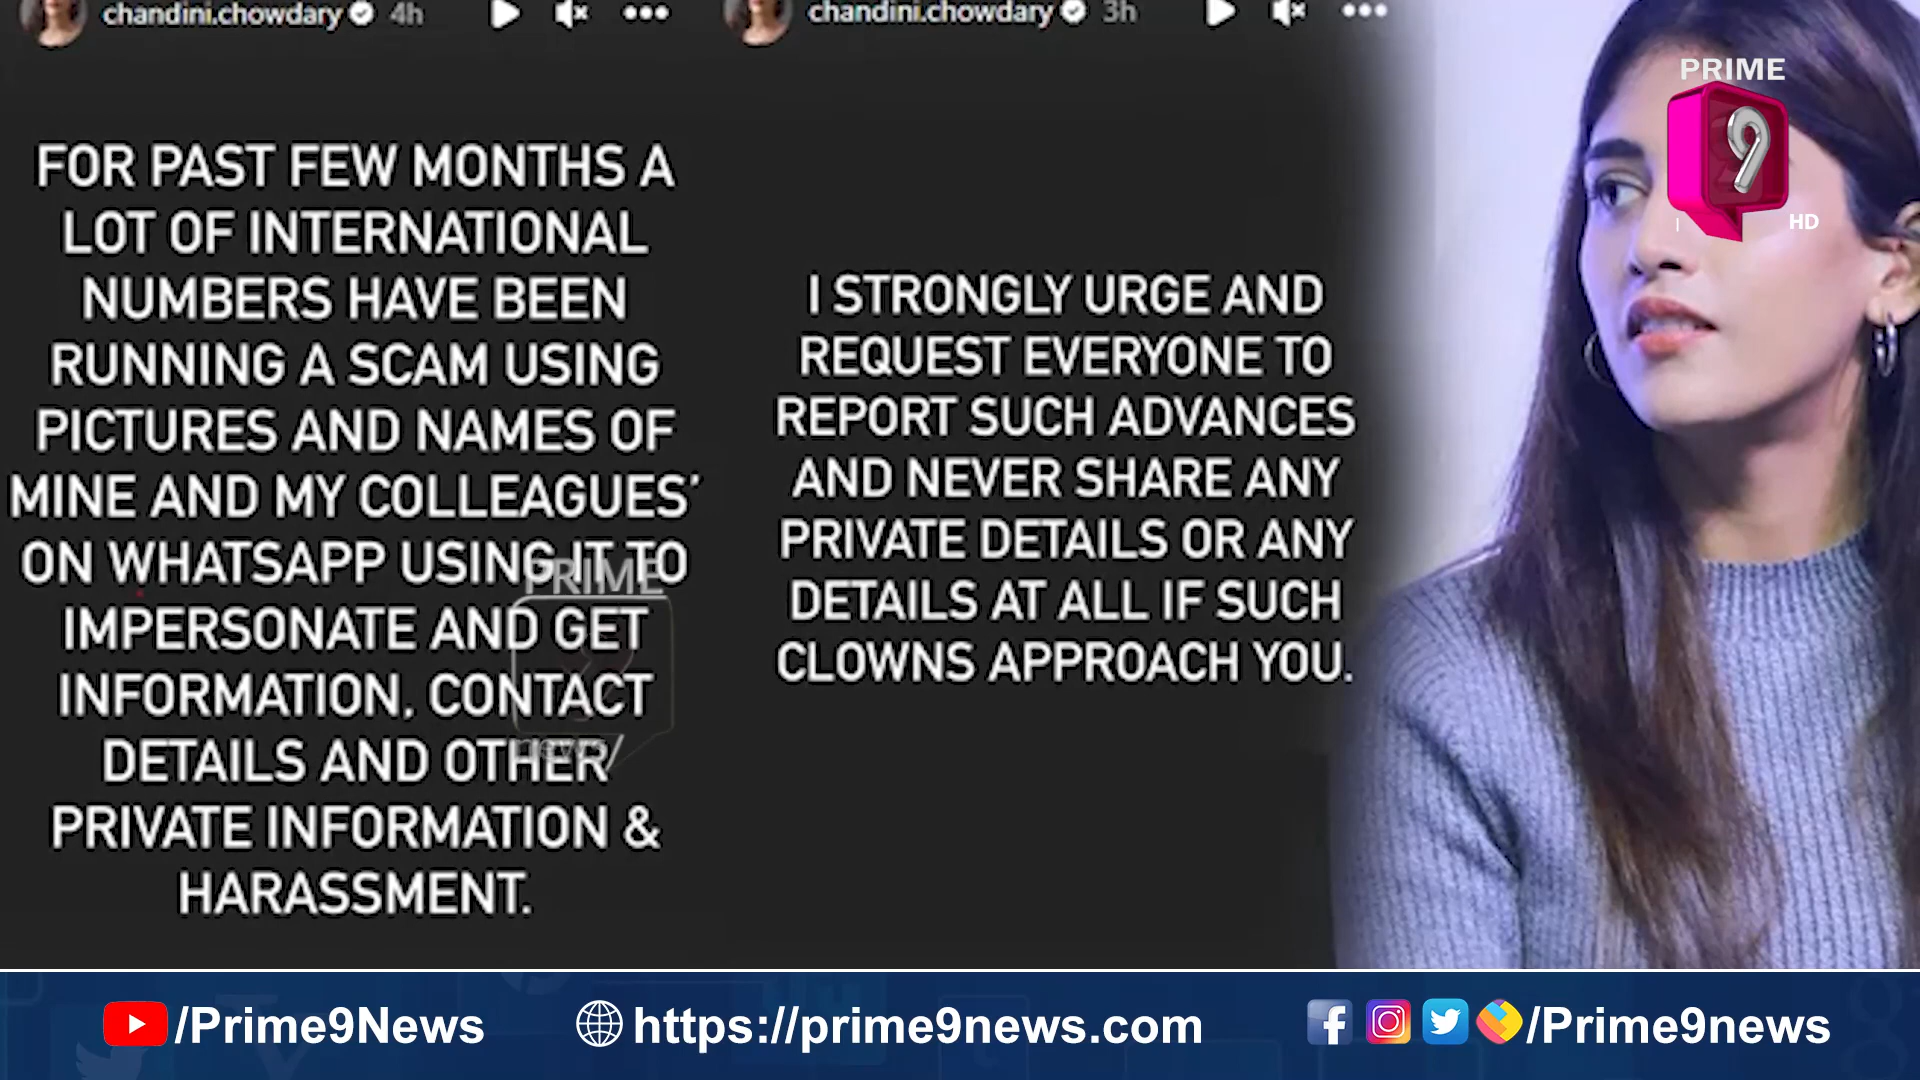 chandini.chowdary 4h
FOR PAST FEW MONTHS A
LOT OF INTERNATIONAL
NUMBERS HAVE BEEN
RUNNING A SCAM USING
PICTURES AND NAMES OF
MINE AND MY COLLEAGUES’
ON WHATSAPP USING IT TO
IMPERSONATE AND GET
INFORMATION, CONTACT
DETAILS AND OTHER
PRIVATE INFORMATION &
HARASSMENT.
PRIME
9
news
chandini.chowdary 3h
I STRONGLY URGE AND
REQUEST EVERYONE TO
REPORT SUCH ADVANCES
AND NEVER SHARE ANY
PRIVATE DETAILS OR ANY
DETAILS AT ALL IF SUCH
CLOWNS APPROACH YOU.
PRIME
9
HD
/Prime9News
https://prime9news.com
/Prime9news